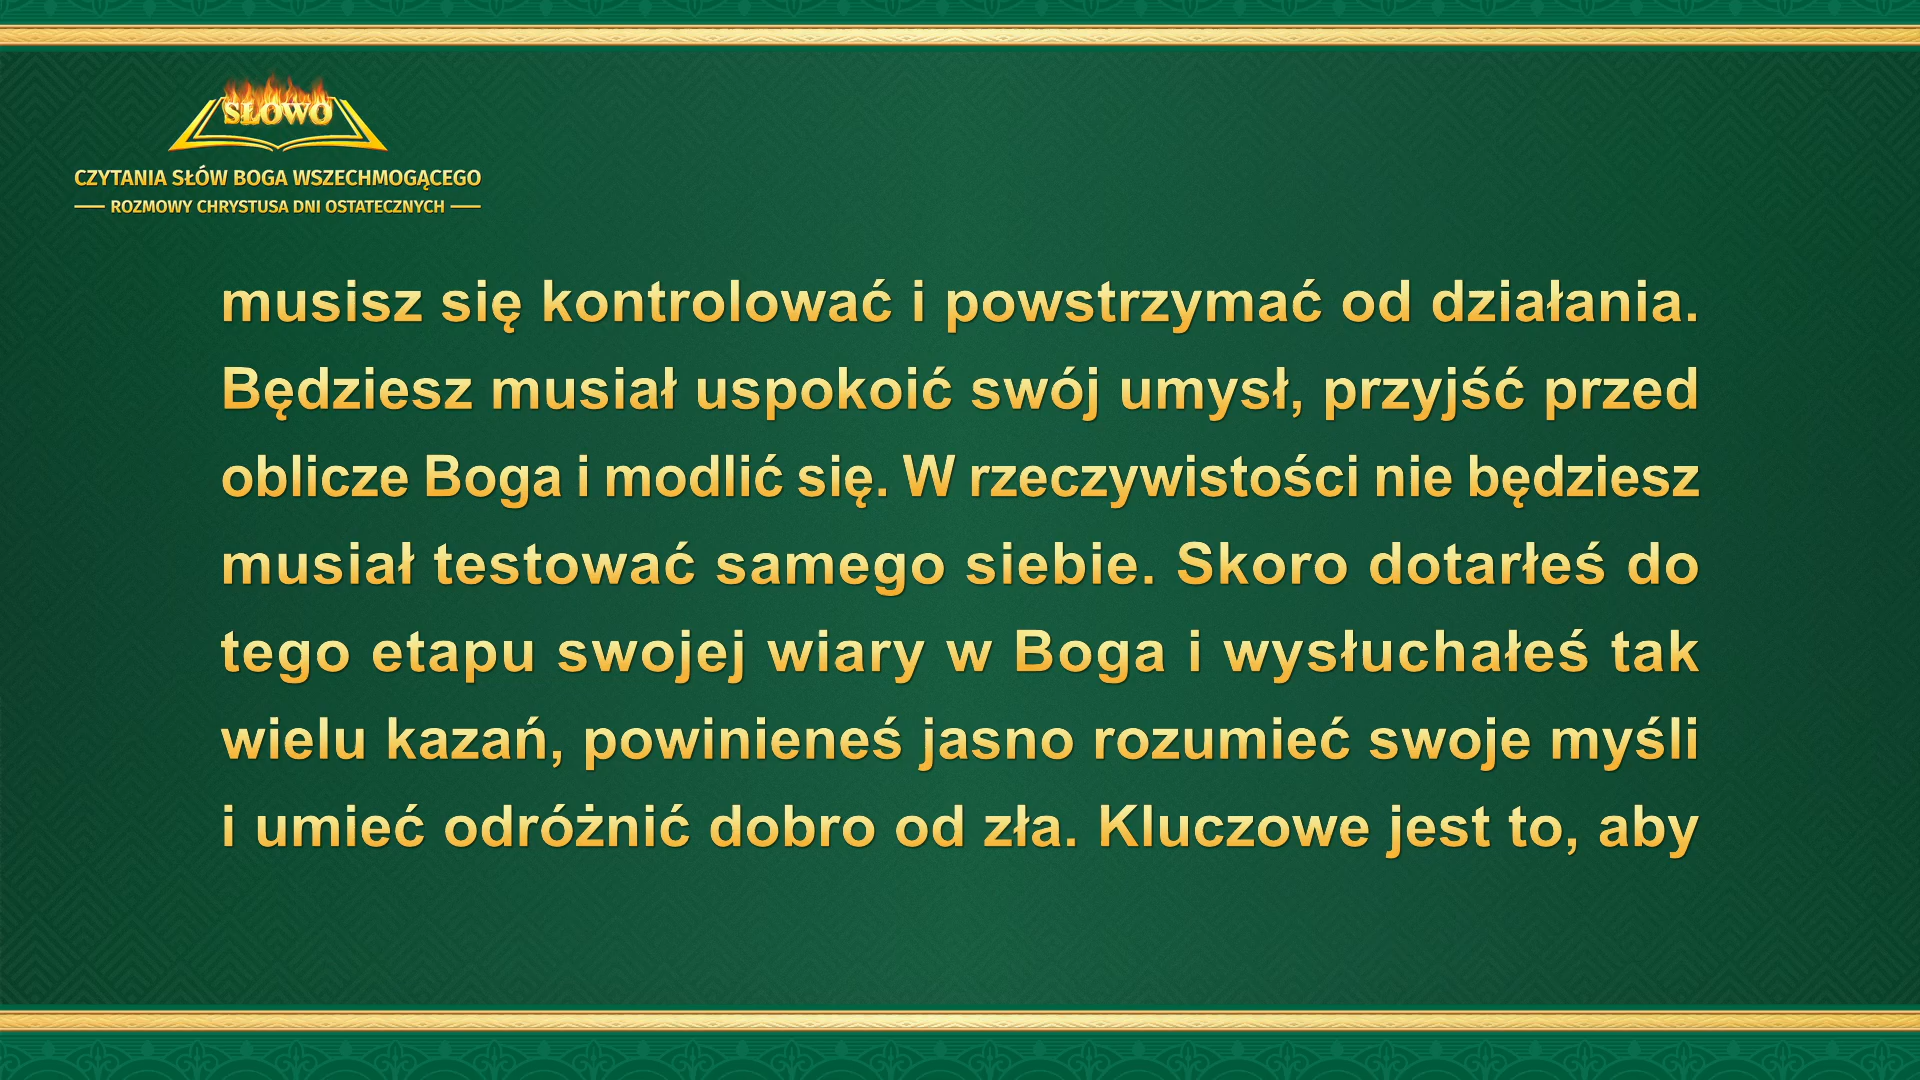 SŁOWO
CZYTANIA SŁÓW BOGA WSZECHMOGĄCEGO
ROZMOWY CHRYSTUSA DNI OSTATECZNYCH
musisz się kontrolować i powstrzymać od działania.
Będziesz musiał uspokoić swój umysł, przyjść przed
oblicze Boga i modlić się. W rzeczywistości nie będziesz
musiał testować samego siebie. Skoro dotarłeś do
tego etapu swojej wiary w Boga i wysłuchałeś tak
wielu kazań, powinieneś jasno rozumieć swoje myśli
i umieć odróżnić dobro od zła. Kluczowe jest to, aby